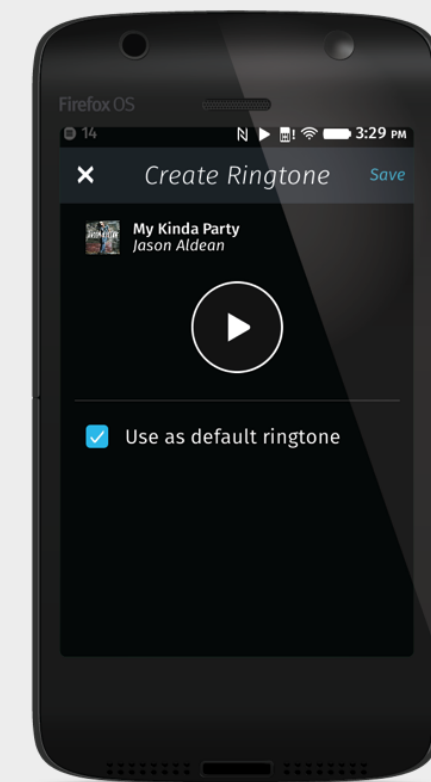 Firefox OS
14
3:29 PM
Create Ringtone
Save
My Kinda Party
Jason Aldean
Use as default ringtone